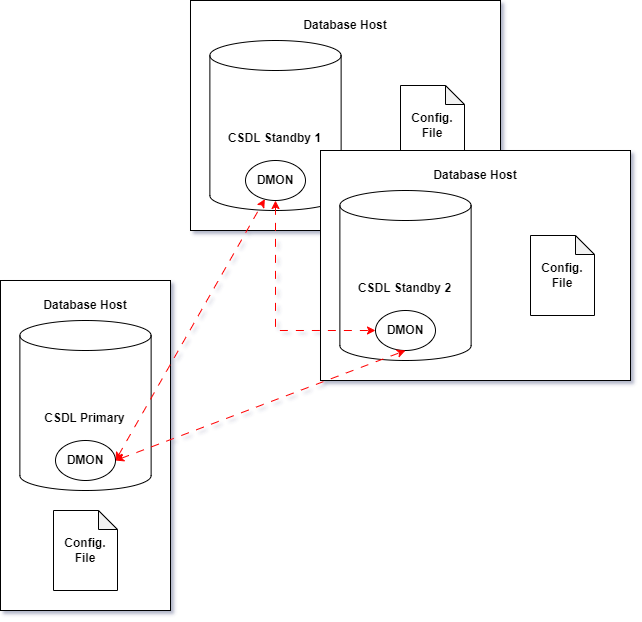 Database Host
Config.
File
CSDL Standby 1
DMON
Database Host
Config.
File
CSDL Standby 2
DMON
Database Host
CSDL Primary
DMON
Config.
File